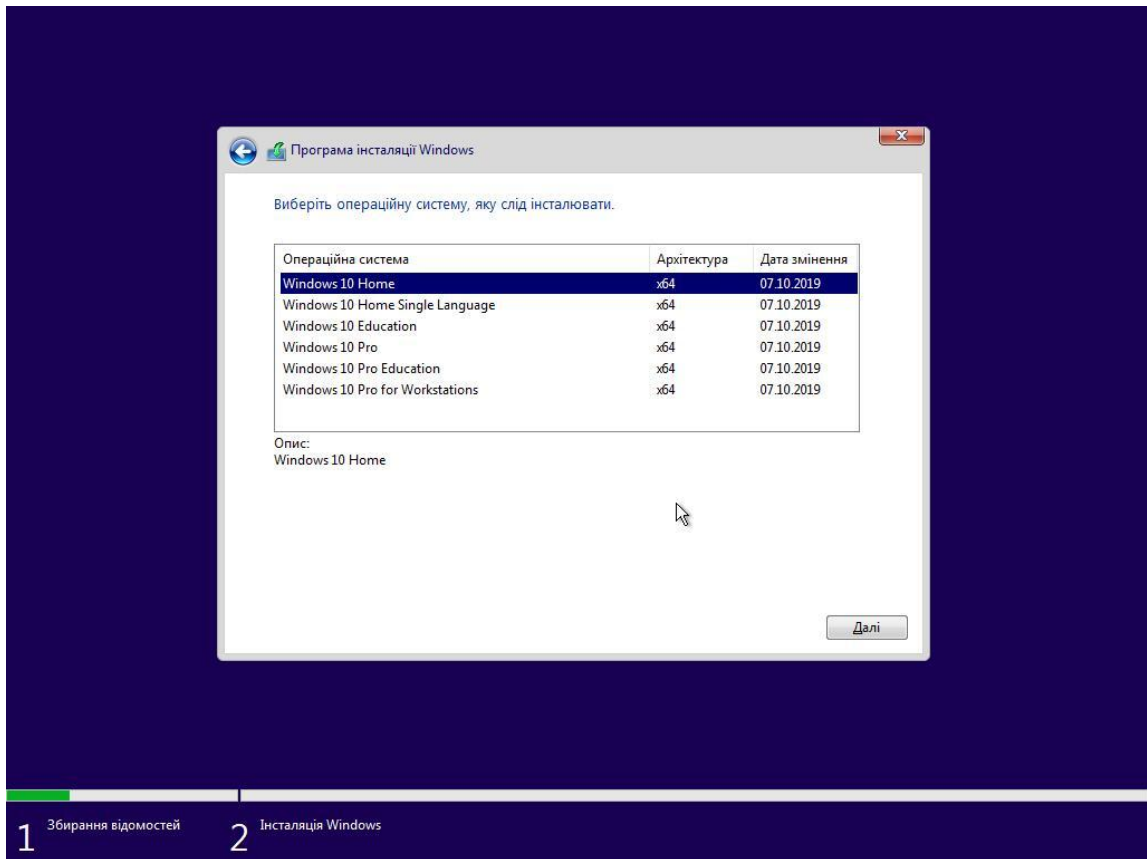 Програма інсталяції Windows
Виберіть операційну систему, яку слід інсталювати.
Операційна система Архітектура Дата змінення
Windows 10 Home x64 07.10.2019
Windows 10 Home Single Language x64 07.10.2019
Windows 10 Education x64 07.10.2019
Windows 10 Pro x64 07.10.2019
Windows 10 Pro Education x64 07.10.2019
Windows 10 Pro for Workstations x64 07.10.2019
Опис:
Windows 10 Home
Далі
1 Збирання відомостей 2 Інсталяція Windows